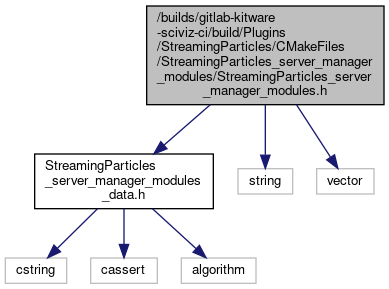 /builds/gitlab-kitware
-sciviz-ci/build/Plugins
/StreamingParticles/CMakeFiles
/StreamingParticles_server_manager
_modules/StreamingParticles_server
_manager_modules.h
StreamingParticles
_server_manager_modules
_data.h
string
vector
cstring
cassert
algorithm